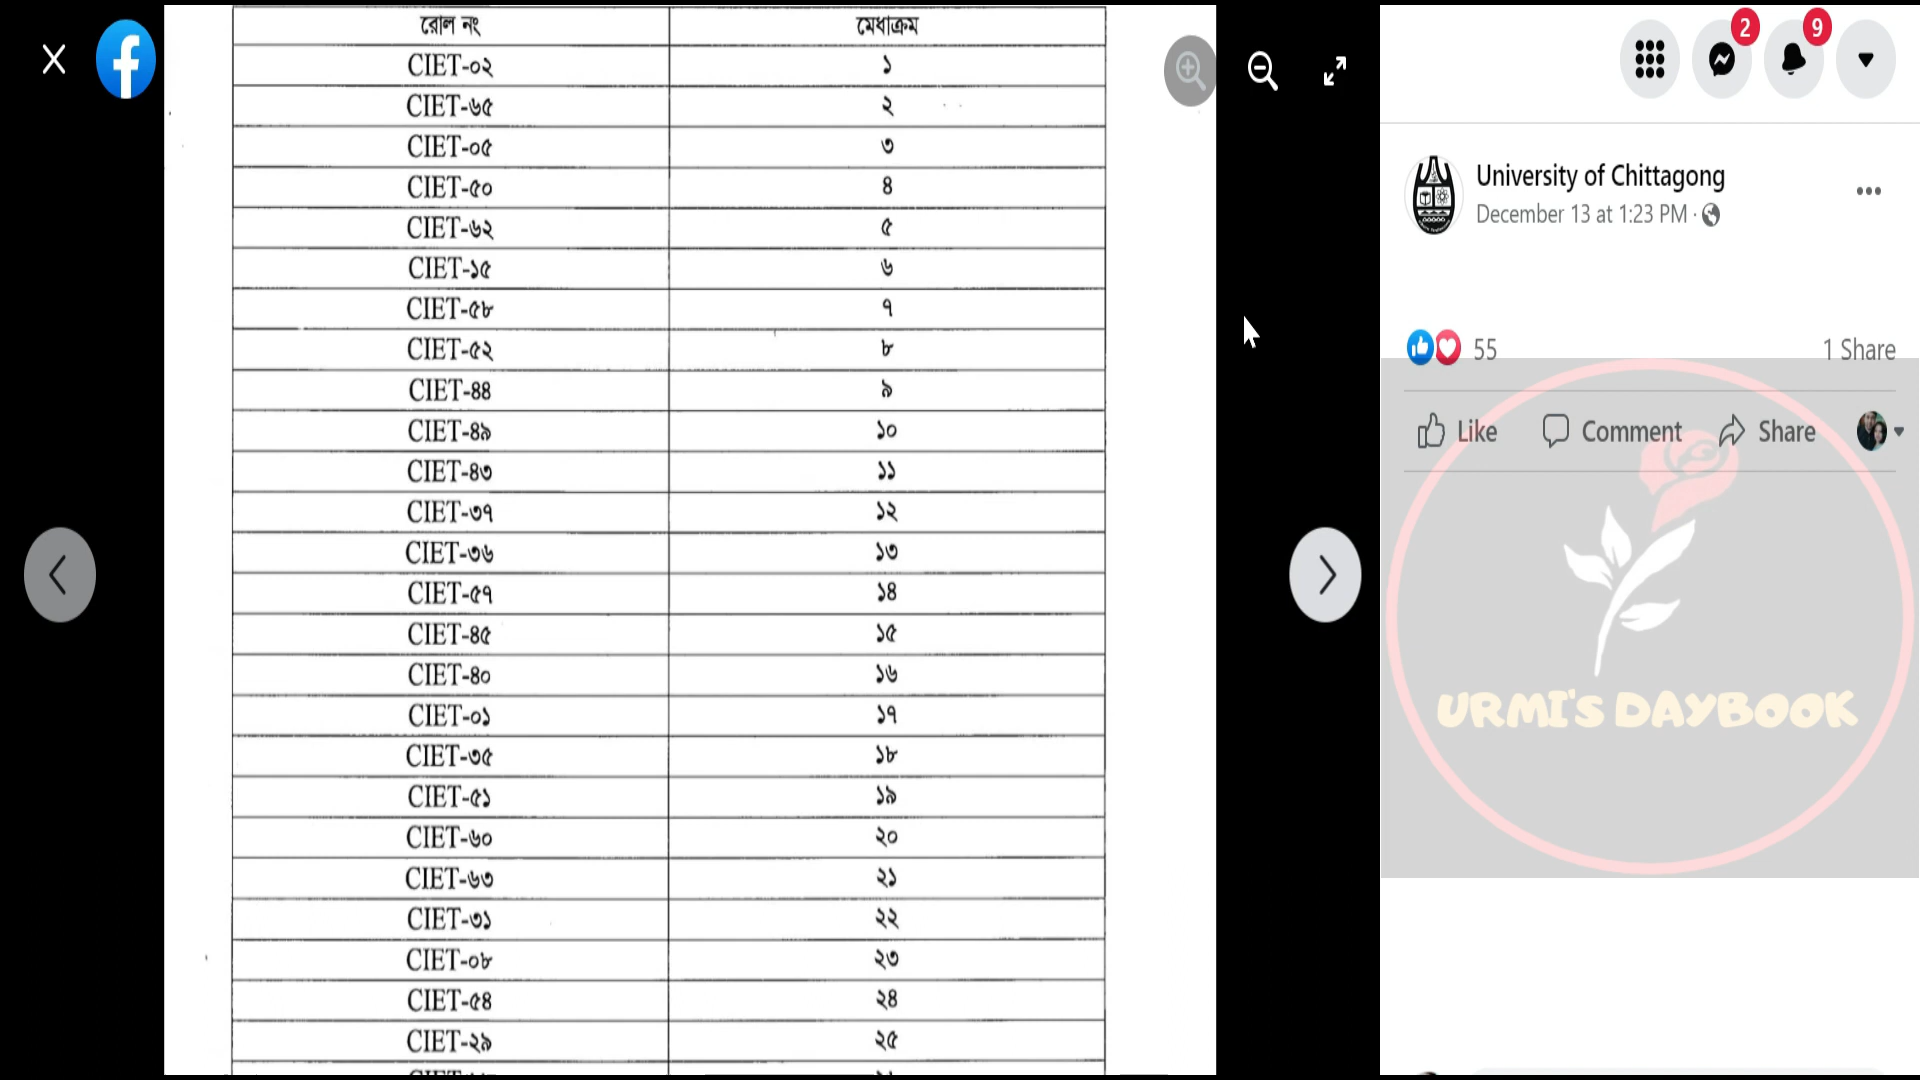 রোল নং মেধাক্রম
CIET-০২ ১
CIET-৬৫ ২
CIET-০৫ ৩
CIET-৫০ ৪
CIET-৬২ ৫
CIET-১৫ ৬
CIET-৫৮ ৭
CIET-৫২ ৮
CIET-৪৪ ৯
CIET-৪৯ ১০
CIET-৪৩ ১১
CIET-৩৭ ১২
CIET-৩৬ ১৩
CIET-৫৭ ১৪
CIET-৪৫ ১৫
CIET-৪০ ১৬
CIET-০১ ১৭
CIET-৩৫ ১৮
CIET-৫১ ১৯
CIET-৬০ ২০
CIET-৬৩ ২১
CIET-৩১ ২২
CIET-০৮ ২৩
CIET-৫৪ ২৪
CIET-২৯ ২৫
2 9
University of Chittagong
December 13 at 1:23 PM ·
55 1 Share
Like Comment Share
URMI'S DAYBOOK